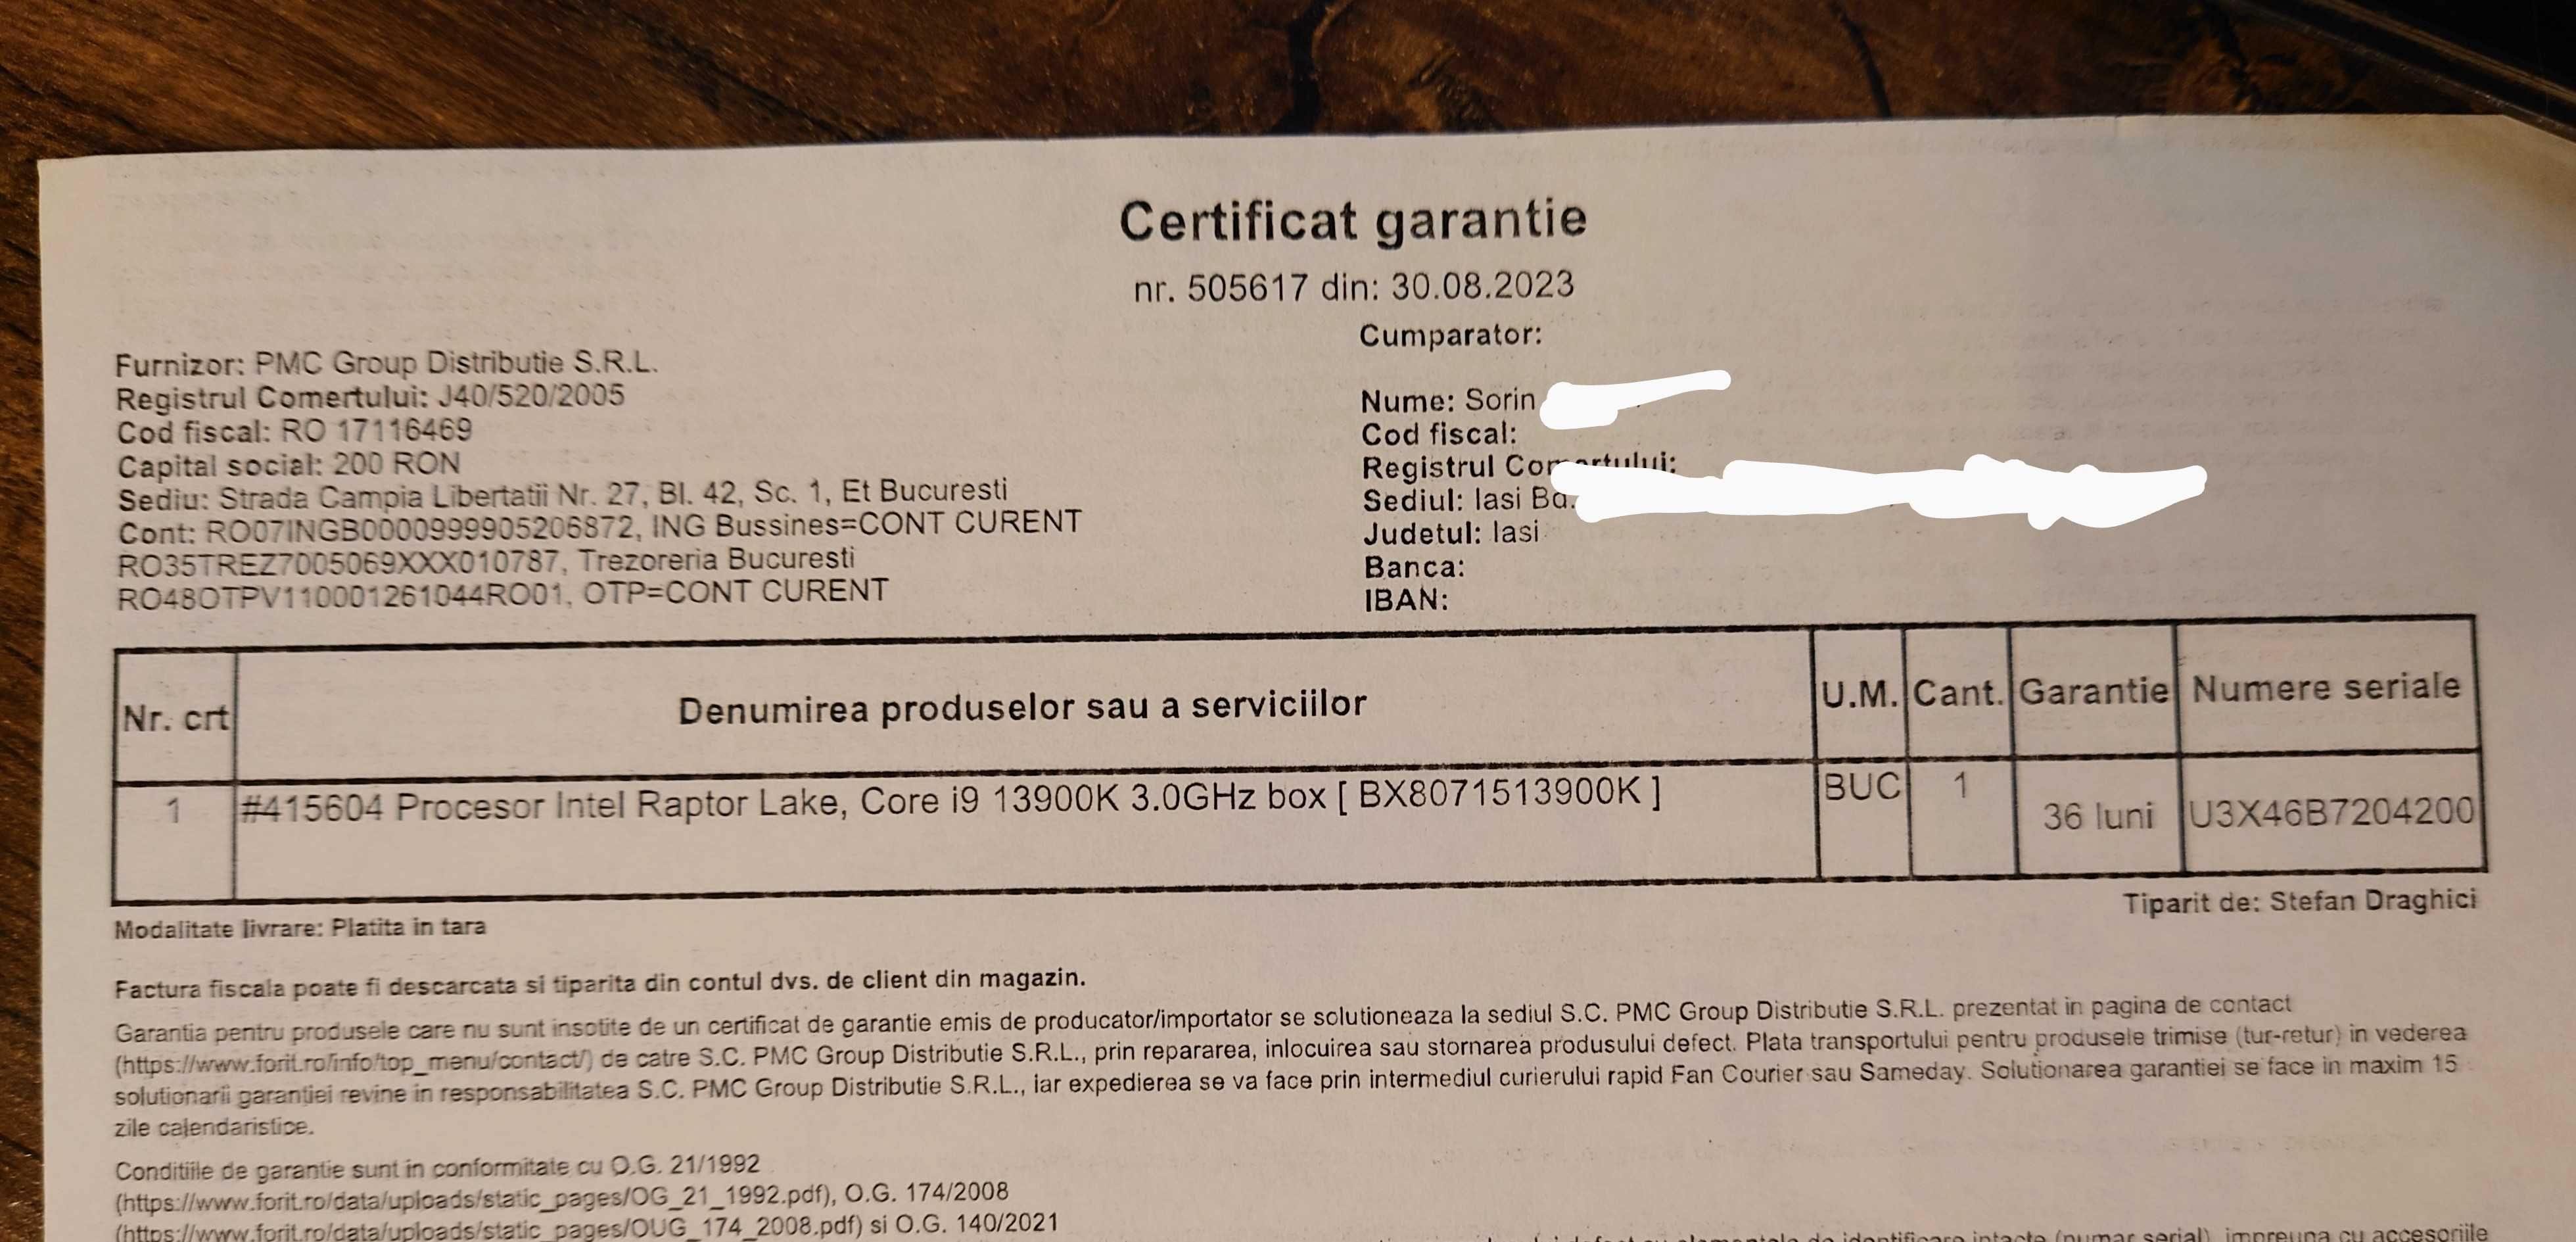 Certificat garantie
nr. 505617 din: 30.08.2023
Furnizor: PMC Group Distributie S.R.L.
Registrul Comertului: J40/520/2005
Cod fiscal: RO 17116469
Capital social: 200 RON
Sediu: Strada Campia Libertatii Nr. 27, Bl. 42, Sc. 1, Et Bucuresti
Cont: RO07INGB0000999905206872, ING Bussines=CONT CURENT
RO35TREZ7005069XXX010787, Trezoreria Bucuresti
RO48OTPV110001261044RO01, OTP=CONT CURENT
Cumparator:
Nume: Sorin
Cod fiscal:
Registrul Comertului:
Sediul: Iasi Bd.
Judetul: Iasi
Banca:
IBAN:
Nr. crt Denumirea produselor sau a serviciilor U.M. Cant. Garantie Numere seriale
1 #415604 Procesor Intel Raptor Lake, Core i9 13900K 3.0GHz box [ BX8071513900K ] BUC 1 36 luni U3X46B7204200
Tiparit de: Stefan Draghici
Modalitate livrare: Platita in tara
Factura fiscala poate fi descarcata si tiparita din contul dvs. de client din magazin.
Garantia pentru produsele care nu sunt insotite de un certificat de garantie emis de producator/importator se solutioneaza la sediul S.C. PMC Group Distributie S.R.L. prezentat in pagina de contact
(https://www.forit.ro/info/top_menu/contact/) de catre S.C. PMC Group Distributie S.R.L., prin repararea, inlocuirea sau stornarea produsului defect. Plata transportului pentru produsele trimise (tur-retur) in vederea
solutionarii garantiei revine in responsabilitatea S.C. PMC Group Distributie S.R.L., iar expedierea se va face prin intermediul curierului rapid Fan Courier sau Sameday. Solutionarea garantiei se face in maxim 15
zile calendaristice.
Conditiile de garantie sunt in conformitate cu O.G. 21/1992
(https://www.forit.ro/data/uploads/static_pages/OG_21_1992.pdf), O.G. 174/2008
(https://www.forit.ro/data/uploads/static_pages/OUG_174_2008.pdf) si O.G. 140/2021
de identificare intacte (numar serial), impreuna cu accesoriile